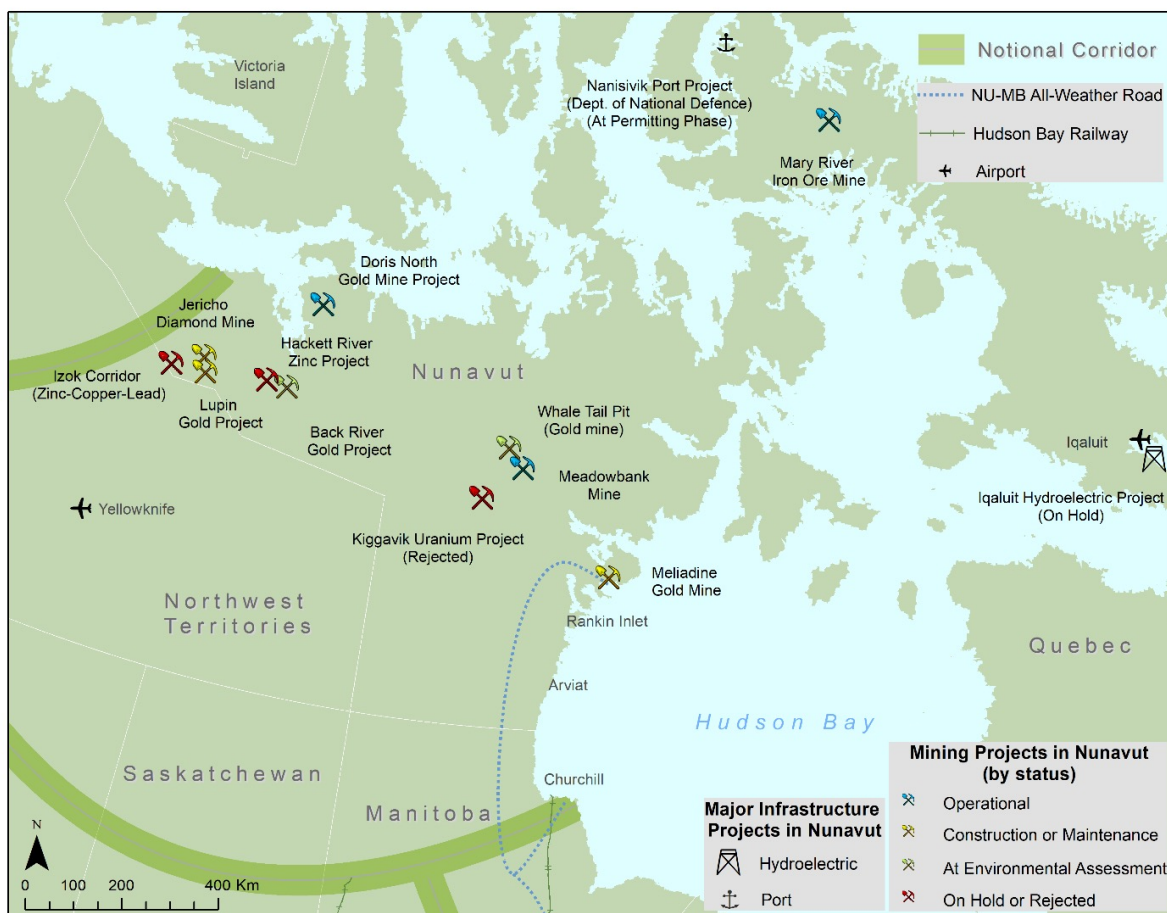 Victoria
Island
Nanisivik Port Project
(Dept. of National Defence)
(At Permitting Phase)
Mary River
Iron Ore Mine
Notional Corridor
NU-MB All-Weather Road
Hudson Bay Railway
Airport
Doris North
Gold Mine Project
Jericho
Diamond Mine
Hackett River
Zinc Project
Izok Corridor
(Zinc-Copper-Lead)
Lupin
Gold Project
Nunavut
Back River
Gold Project
Whale Tail Pit
(Gold mine)
Meadowbank
Mine
Iqaluit
Iqaluit Hydroelectric Project
(On Hold)
Yellowknife
Kiggavik Uranium Project
(Rejected)
Meliadine
Gold Mine
Northwest
Territories
Rankin Inlet
Quebec
Arviat
Hudson Bay
Saskatchewan
Churchill
Manitoba
N
0 100 200 400 Km
Major Infrastructure
Projects in Nunavut
Hydroelectric
Port
Mining Projects in Nunavut
(by status)
Operational
Construction or Maintenance
At Environmental Assessment
On Hold or Rejected